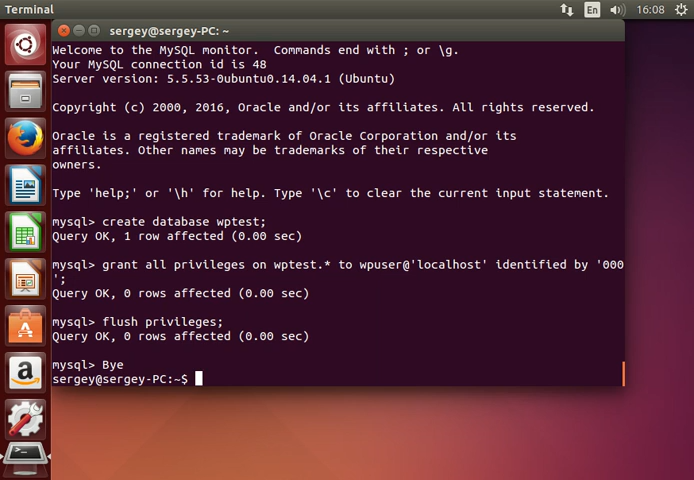 Terminal
En
16:08
sergey@sergey-PC: ~
Welcome to the MySQL monitor.  Commands end with ; or \g.
Your MySQL connection id is 48
Server version: 5.5.53-0ubuntu0.14.04.1 (Ubuntu)
Copyright (c) 2000, 2016, Oracle and/or its affiliates. All rights reserved.
Oracle is a registered trademark of Oracle Corporation and/or its
affiliates. Other names may be trademarks of their respective
owners.
Type 'help;' or '\h' for help. Type '\c' to clear the current input statement.
mysql> create database wptest;
Query OK, 1 row affected (0.00 sec)
mysql> grant all privileges on wptest.* to wpuser@'localhost' identified by '000
';
Query OK, 0 rows affected (0.00 sec)
mysql> flush privileges;
Query OK, 0 rows affected (0.00 sec)
mysql> Bye
sergey@sergey-PC:~$